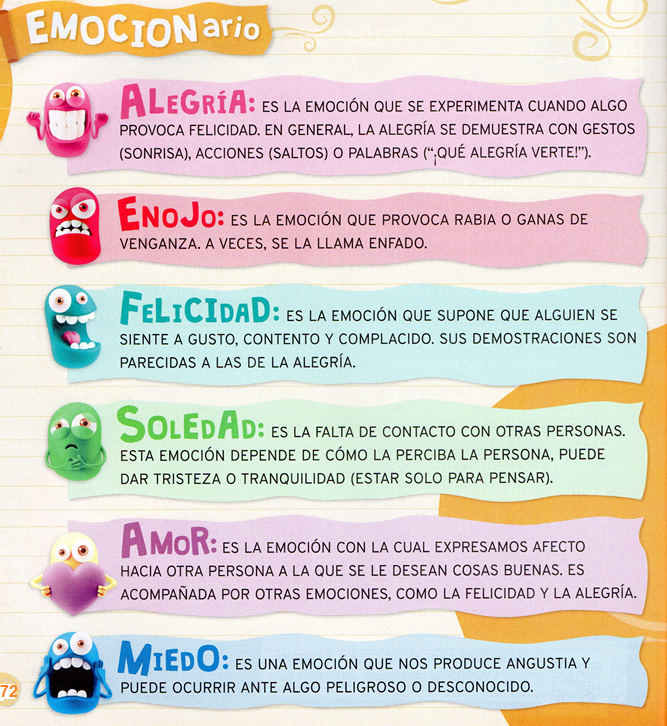 EMOCIONario
ALEGRÍA: ES LA EMOCIÓN QUE SE EXPERIMENTA CUANDO ALGO
PROVOCA FELICIDAD. EN GENERAL, LA ALEGRÍA SE DEMUESTRA CON GESTOS
(SONRISA), ACCIONES (SALTOS) O PALABRAS (“¡QUÉ ALEGRÍA VERTE!”).
ENOJO: ES LA EMOCIÓN QUE PROVOCA RABIA O GANAS DE
VENGANZA. A VECES, SE LA LLAMA ENFADO.
FELICIDAD: ES LA EMOCIÓN QUE SUPONE QUE ALGUIEN SE
SIENTE A GUSTO, CONTENTO Y COMPLACIDO. SUS DEMOSTRACIONES SON
PARECIDAS A LAS DE LA ALEGRÍA.
SOLEDAD: ES LA FALTA DE CONTACTO CON OTRAS PERSONAS.
ESTA EMOCIÓN DEPENDE DE CÓMO LA PERCIBA LA PERSONA, PUEDE
DAR TRISTEZA O TRANQUILIDAD (ESTAR SOLO PARA PENSAR).
AMOR: ES LA EMOCIÓN CON LA CUAL EXPRESAMOS AFECTO
HACIA OTRA PERSONA A LA QUE SE LE DESEAN COSAS BUENAS. ES
ACOMPAÑADA POR OTRAS EMOCIONES, COMO LA FELICIDAD Y LA ALEGRÍA.
MIEDO: ES UNA EMOCIÓN QUE NOS PRODUCE ANGUSTIA Y
PUEDE OCURRIR ANTE ALGO PELIGROSO O DESCONOCIDO.
72